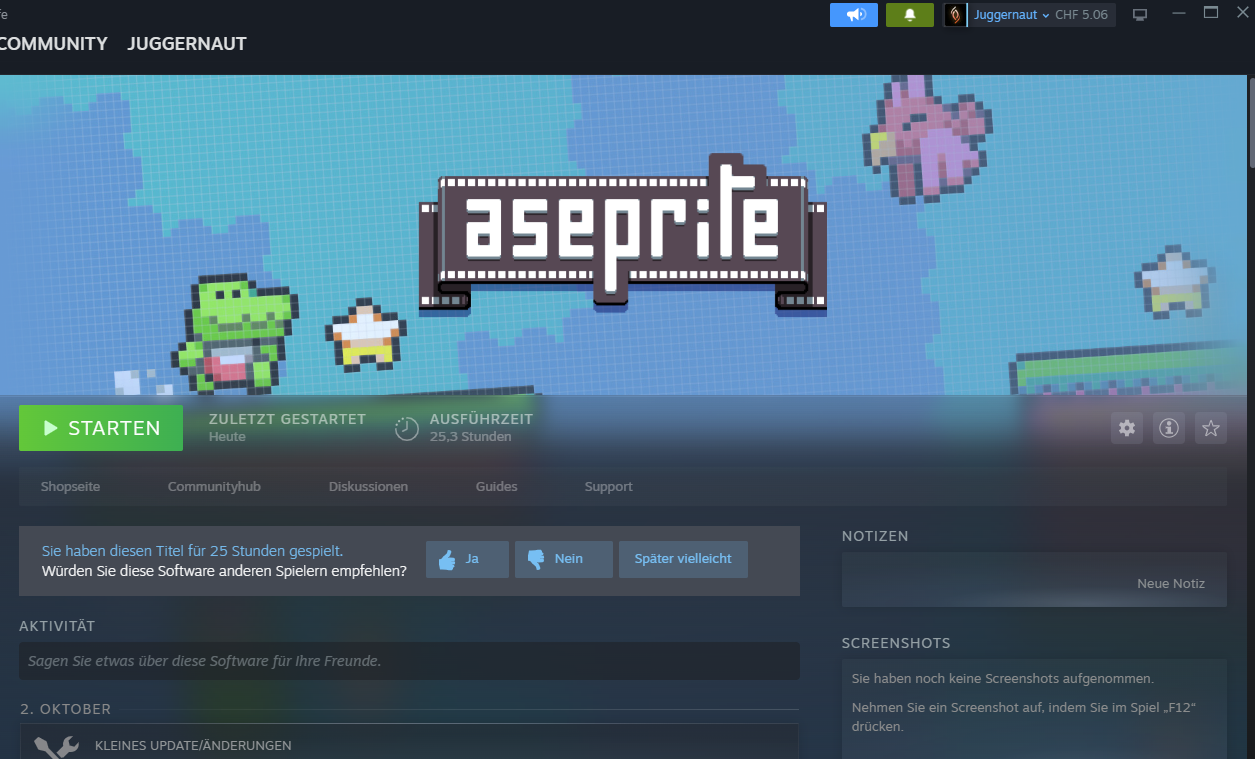 fe
Juggernaut CHF 5.06
COMMUNITY JUGGERNAUT
aseprite
STARTEN
ZULETZT GESTARTET
Heute
AUSFÜHRZEIT
25,3 Stunden
Shopseite Communityhub Diskussionen Guides Support
Sie haben diesen Titel für 25 Stunden gespielt.
Würden Sie diese Software anderen Spielern empfehlen?
Ja Nein Später vielleicht
NOTIZEN
Neue Notiz
AKTIVITÄT
Sagen Sie etwas über diese Software für Ihre Freunde.
SCREENSHOTS
Sie haben noch keine Screenshots aufgenommen.
Nehmen Sie ein Screenshot auf, indem Sie im Spiel „F12“
drücken.
2. OKTOBER
KLEINES UPDATE/ÄNDERUNGEN